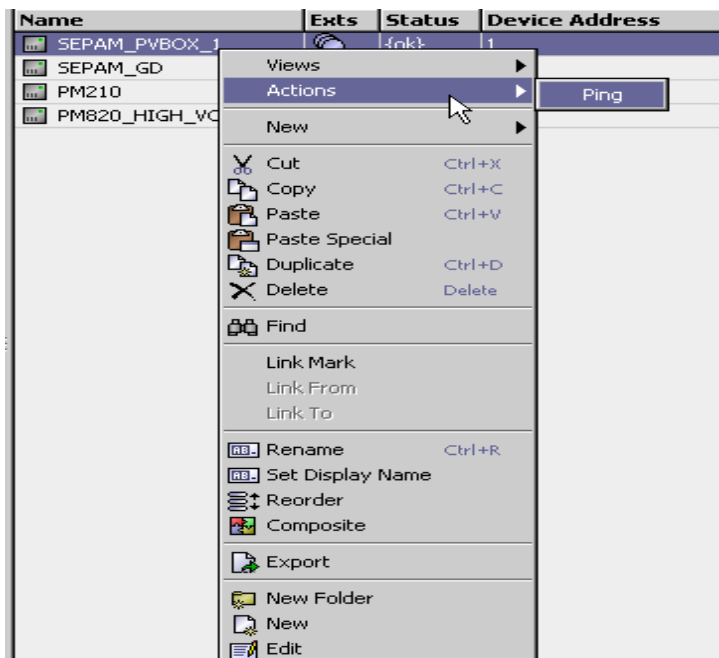 Name Exts Status Device Address
SEPAM_PVBOX_1 {ok} 1
SEPAM_GD Views
PM210 Actions Ping
PM820_HIGH_VO New
Cut Ctrl+X
Copy Ctrl+C
Paste Ctrl+V
Paste Special
Duplicate Ctrl+D
Delete Delete
Find
Link Mark
Link From
Link To
Rename Ctrl+R
Set Display Name
Reorder
Composite
Export
New Folder
New
Edit